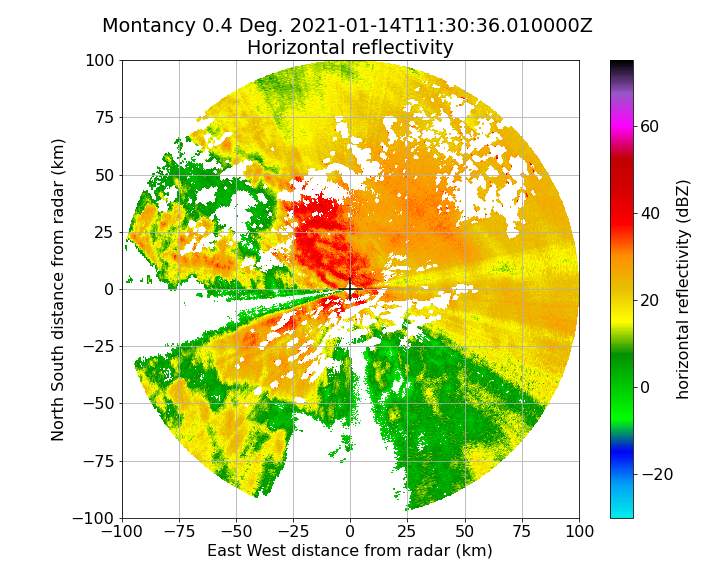 Montancy 0.4 Deg. 2021-01-14T11:30:36.010000Z
Horizontal reflectivity
100
75
50
25
0
−25
−50
−75
−100
North South distance from radar (km)
−100 −75 −50 −25 0 25 50 75 100
East West distance from radar (km)
60
40
20
0
−20
horizontal reflectivity (dBZ)